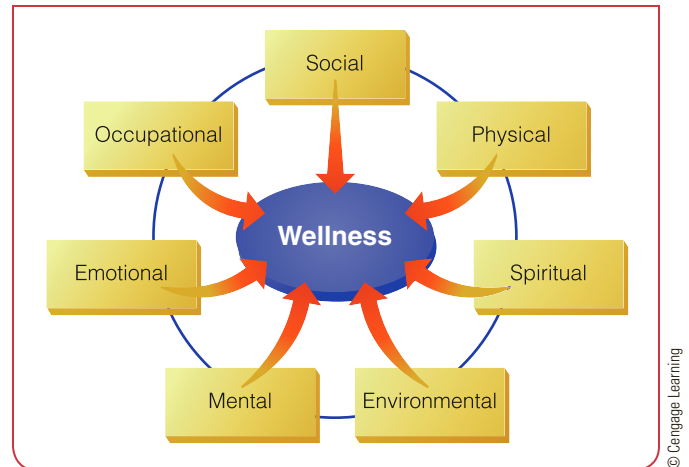 Social
Occupational
Physical
Wellness
Emotional
Spiritual
Mental
Environmental
© Cengage Learning